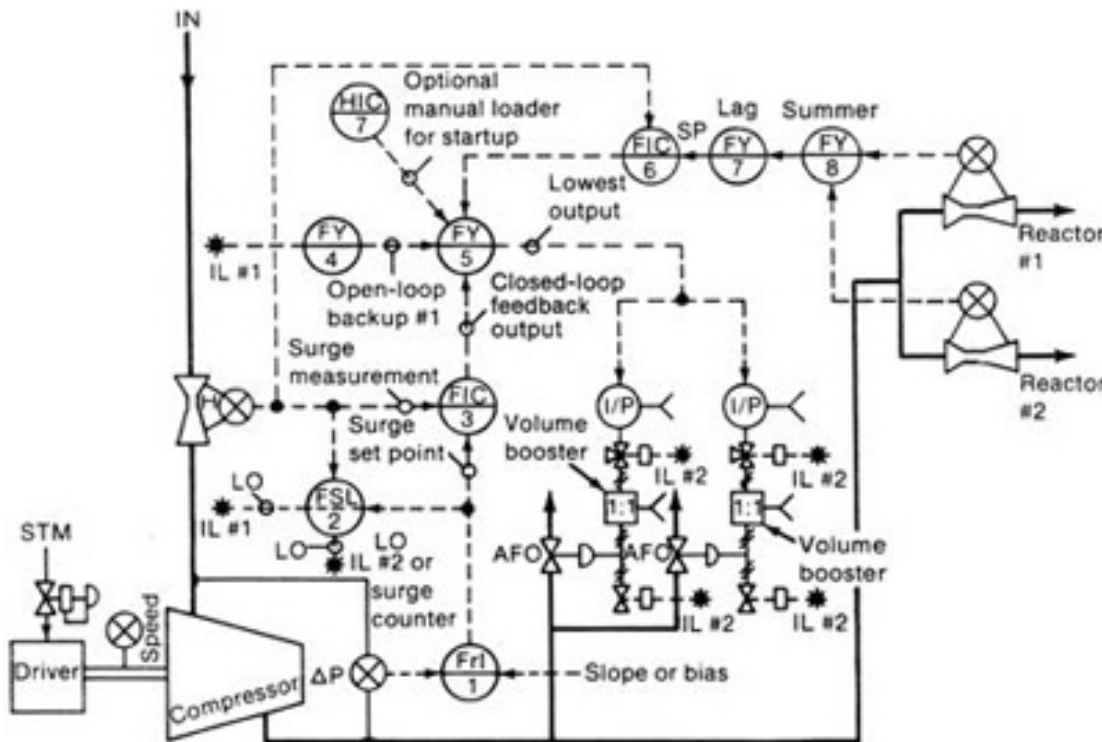 IN
Optional
manual loader
for startup
HIC
7
SP
Lag
Summer
FIC
6
FY
7
FY
8
Lowest
output
FY
4
FY
5
IL #1
Open-loop
backup #1
Closed-loop
feedback
output
Reactor
#1
Reactor
#2
Surge
measurement
H
FIC
3
Surge
set point
I/P
I/P
Volume
booster
IL #2
IL #2
LO
IL #1
FSL
2
1:1
1:1
LO
LO
IL #2 or
surge
counter
AFO
AFO
Volume
booster
STM
IL #2
IL #2
Speed
Driver
Compressor
ΔP
FrI
1
Slope or bias